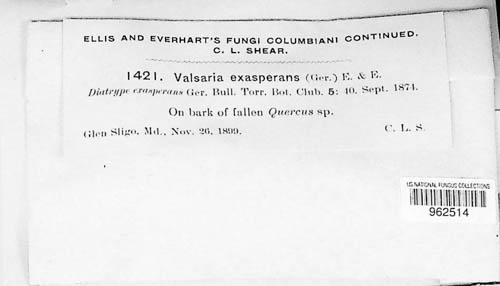 ELLIS AND EVERHART'S FUNGI COLUMBIANI CONTINUED.
C. L. SHEAR.
1421. Valsaria exasperans (Ger.) E. & E.
Diatrype exasperans Ger. Bull. Torr. Bot. Club. 5: 40. Sept. 1874.
On bark of fallen Quercus sp.
Glen Sligo, Md., Nov. 26, 1899. C. L. S.
US NATIONAL FUNGUS COLLECTIONS
962514